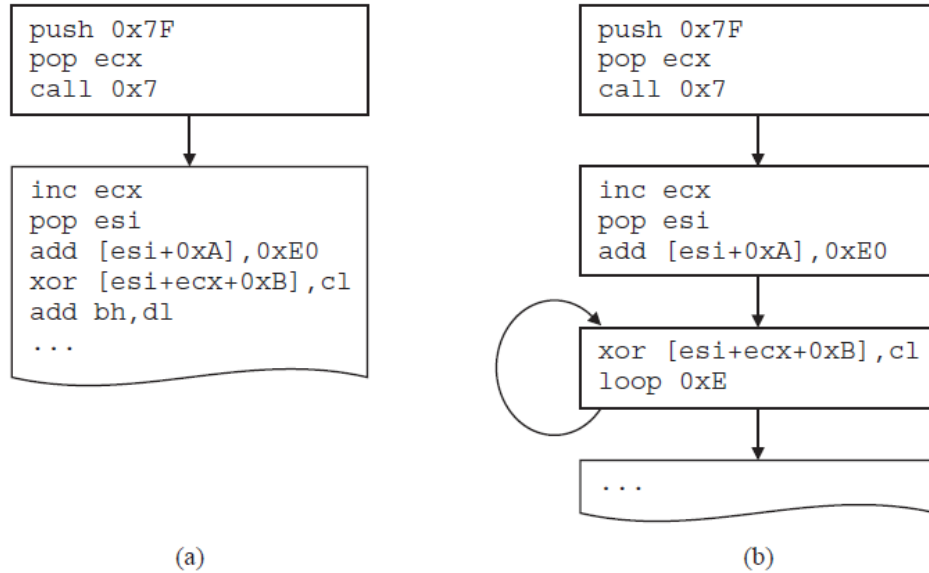 push 0x7F
pop ecx
call 0x7
inc ecx
pop esi
add [esi+0xA],0xE0
xor [esi+ecx+0xB],cl
add bh,dl
...
(a)
push 0x7F
pop ecx
call 0x7
inc ecx
pop esi
add [esi+0xA],0xE0
xor [esi+ecx+0xB],cl
loop 0xE
...
(b)